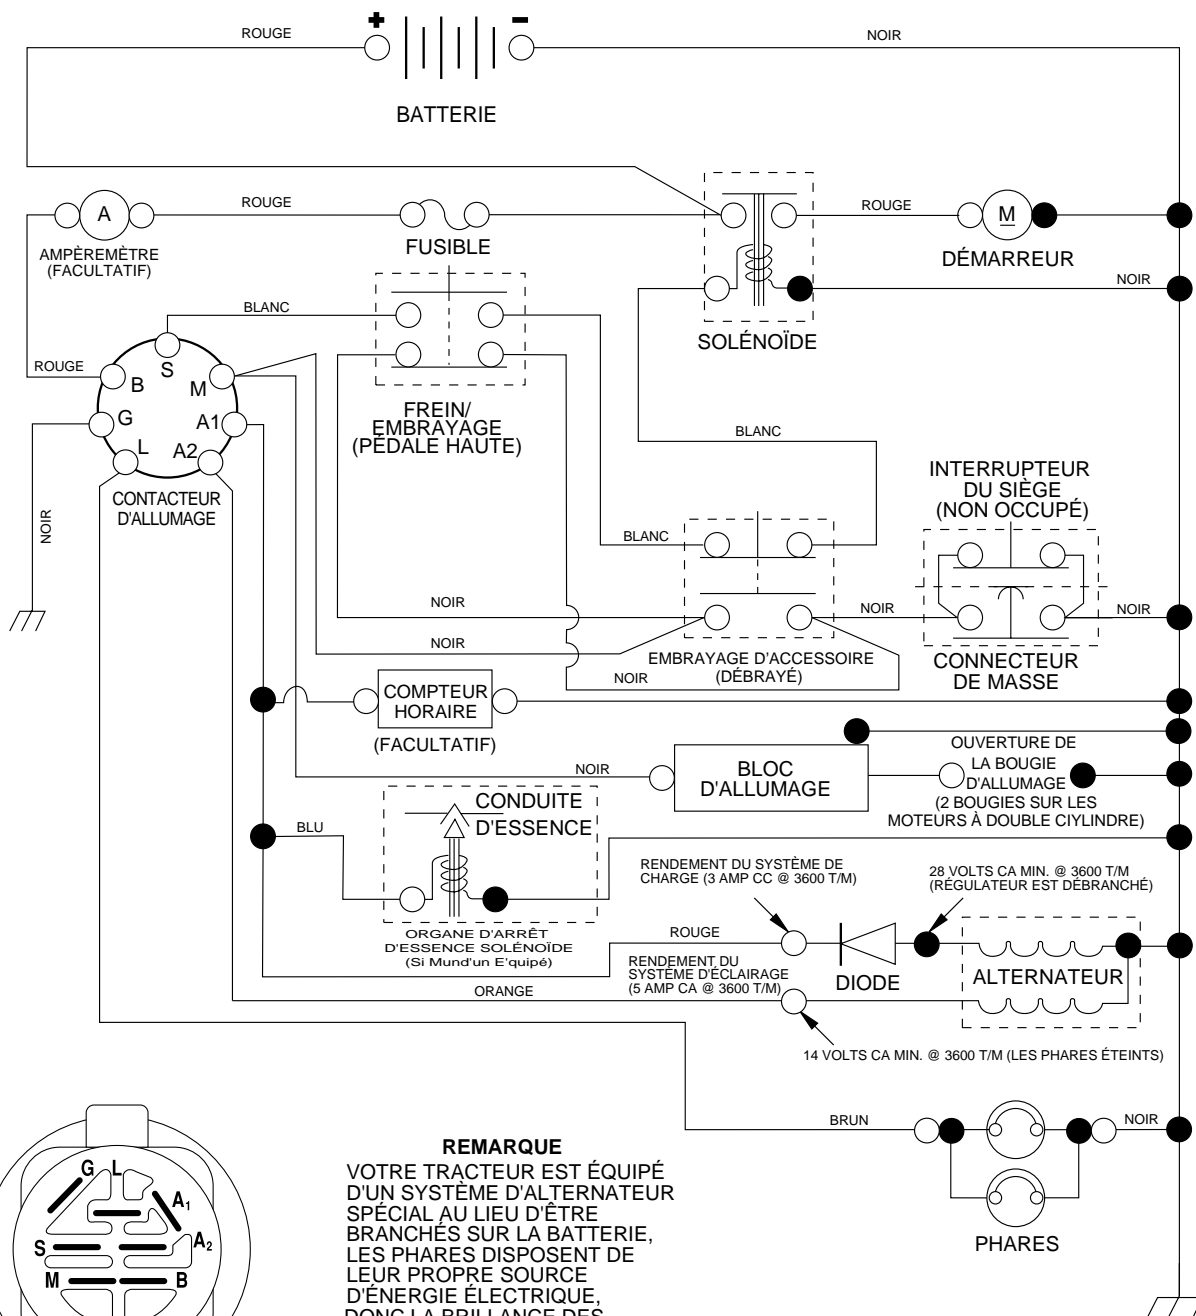 ROUGE
+
-
NOIR
BATTERIE
ROUGE
A
ROUGE
M
AMPÈREMÈTRE
(FACULTATIF)
FUSIBLE
DÉMARREUR
NOIR
SOLÉNOÏDE
BLANC
ROUGE
S
B
M
G
A1
L
A2
FREIN/
EMBRAYAGE
(PÉDALE HAUTE)
BLANC
CONTACTEUR
D'ALLUMAGE
NOIR
INTERRUPTEUR
DU SIÈGE
(NON OCCUPÉ)
BLANC
NOIR
NOIR
NOIR
NOIR
NOIR
EMBRAYAGE D'ACCESSOIRE
(DÉBRAYÉ)
CONNECTEUR
DE MASSE
COMPTEUR
HORAIRE
(FACULTATIF)
NOIR
BLOC
D'ALLUMAGE
OUVERTURE DE
LA BOUGIE
D'ALLUMAGE
(2 BOUGIES SUR LES
MOTEURS À DOUBLE CIYLINDRE)
CONDUITE
D'ESSENCE
BLU
ORGANE D'ARRÊT
D'ESSENCE SOLÉNOÏDE
(Si Mund'un E'quipé)
RENDEMENT DU SYSTÈME DE
CHARGE (3 AMP CC @ 3600 T/M)
28 VOLTS CA MIN. @ 3600 T/M
(RÉGULATEUR EST DÉBRANCHÉ)
ROUGE
RENDEMENT DU
SYSTÈME D'ÉCLAIRAGE
(5 AMP CA @ 3600 T/M)
DIODE
ALTERNATEUR
ORANGE
14 VOLTS CA MIN. @ 3600 T/M (LES PHARES ÉTEINTS)
BRUN
NOIR
PHARES
G
L
A1
A2
S
M
B
REMARQUE
VOTRE TRACTEUR EST ÉQUIPÉ
D'UN SYSTÈME D'ALTERNATEUR
SPÉCIAL AU LIEU D'ÊTRE
BRANCHÉS SUR LA BATTERIE,
LES PHARES DISPOSENT DE
LEUR PROPRE SOURCE
D'ÉNERGIE ÉLECTRIQUE,
DONC LA BRILLANCE DES